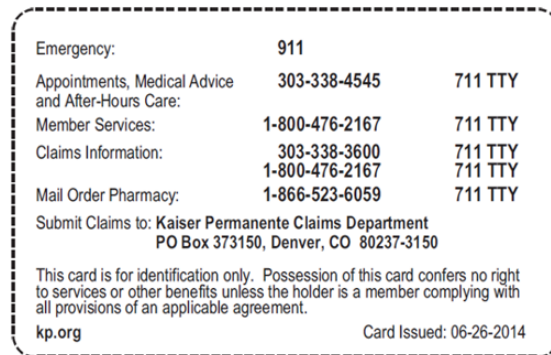 Emergency: 911
Appointments, Medical Advice 303-338-4545 711 TTY
and After-Hours Care:
Member Services: 1-800-476-2167 711 TTY
Claims Information: 303-338-3600 711 TTY
1-800-476-2167 711 TTY
Mail Order Pharmacy: 1-866-523-6059 711 TTY
Submit Claims to: Kaiser Permanente Claims Department
PO Box 373150, Denver, CO 80237-3150
This card is for identification only. Possession of this card confers no right
to services or other benefits unless the holder is a member complying with
all provisions of an applicable agreement.
kp.org Card Issued: 06-26-2014